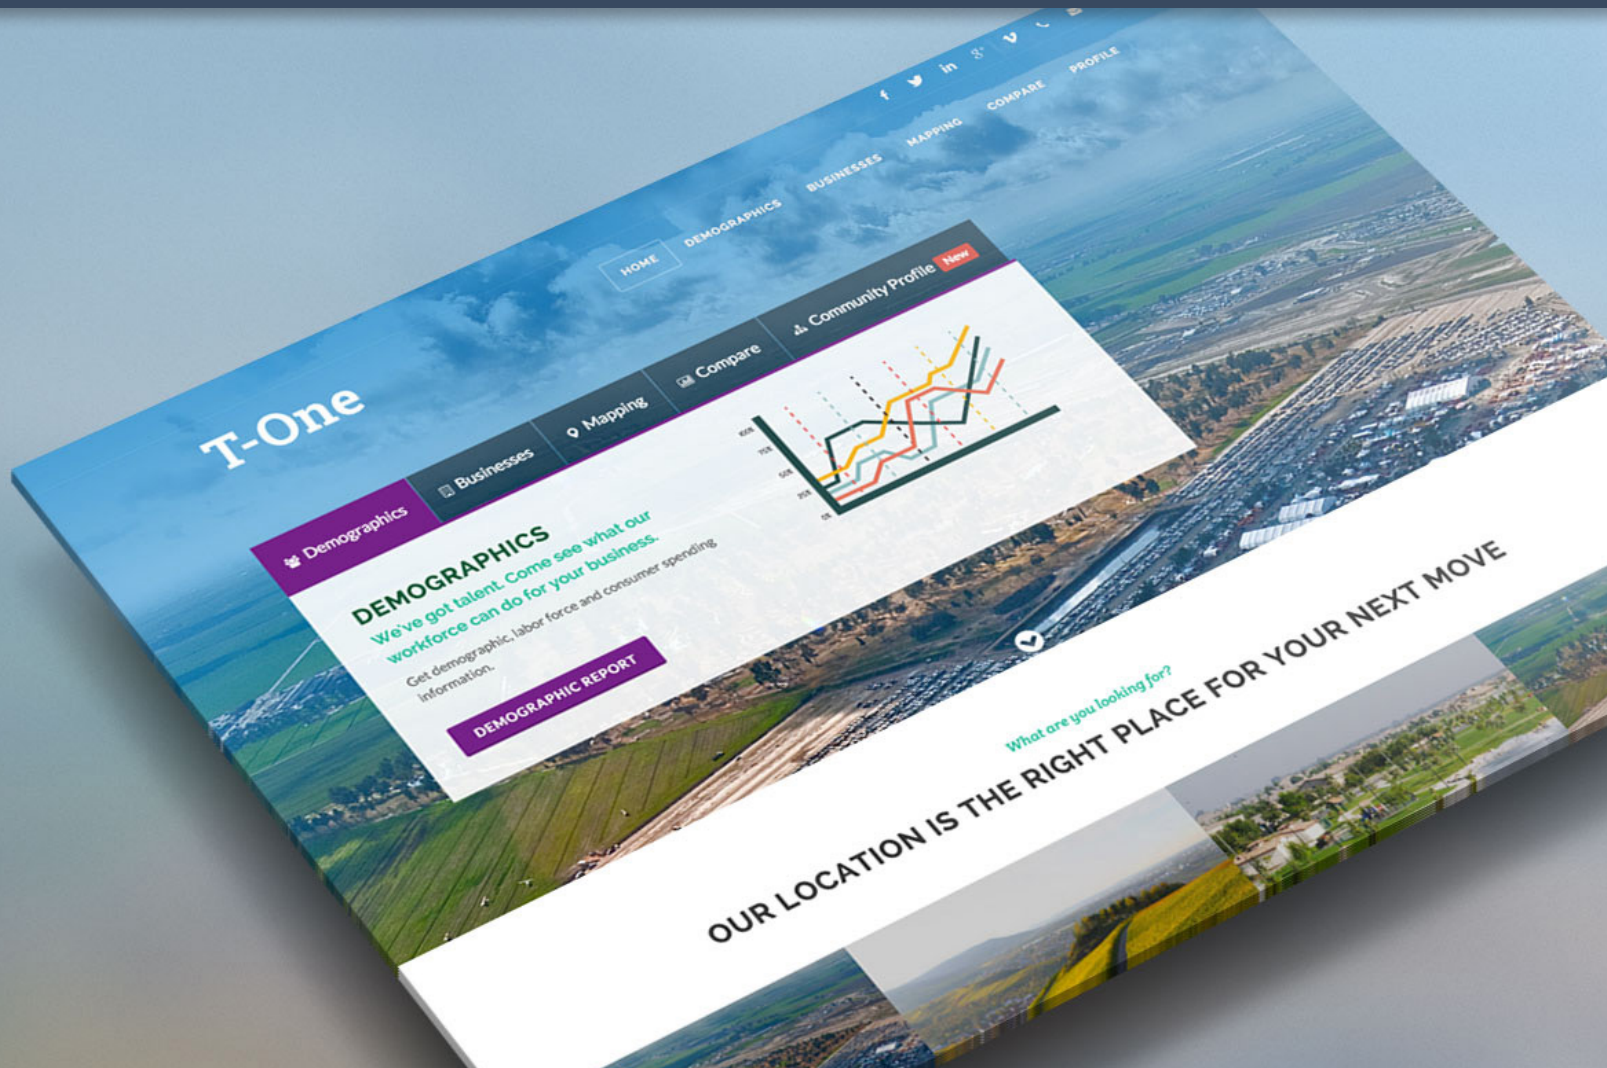 HOME
DEMOGRAPHICS
BUSINESSES
MAPPING
COMPARE
PROFILE
T-One
Demographics
Businesses
Mapping
Compare
Community Profile New
DEMOGRAPHICS
We've got talent. Come see what our
workforce can do for your business.
Get demographic, labor force and consumer spending
information.
DEMOGRAPHIC REPORT
What are you looking for?
OUR LOCATION IS THE RIGHT PLACE FOR YOUR NEXT MOVE